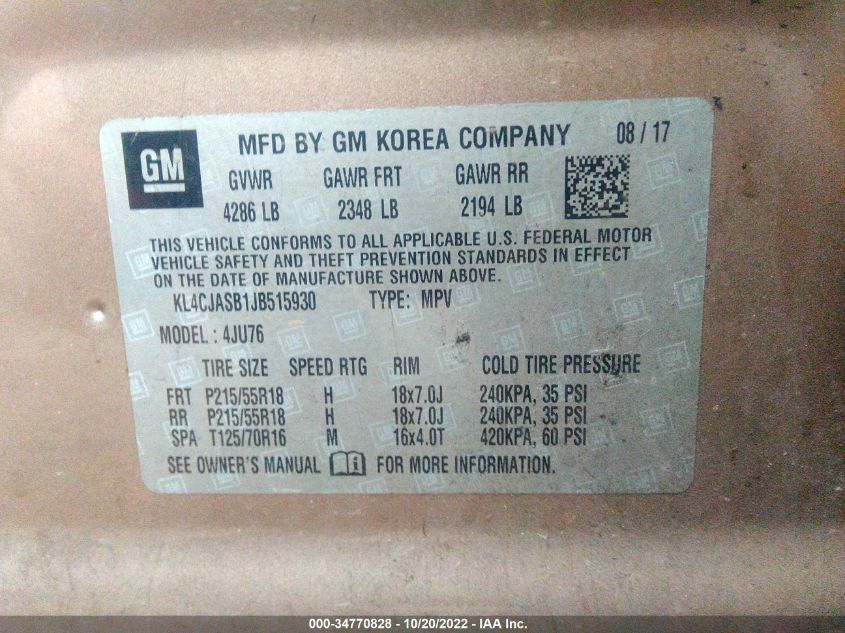 GM MFD BY GM KOREA COMPANY 08 / 17
GVWR GAWR FRT GAWR RR
4286 LB 2348 LB 2194 LB
THIS VEHICLE CONFORMS TO ALL APPLICABLE U.S. FEDERAL MOTOR
VEHICLE SAFETY AND THEFT PREVENTION STANDARDS IN EFFECT
ON THE DATE OF MANUFACTURE SHOWN ABOVE.
KL4CJASB1JB515930 TYPE: MPV
MODEL : 4JU76
TIRE SIZE SPEED RTG RIM COLD TIRE PRESSURE
FRT P215/55R18 H 18x7.0J 240KPA, 35 PSI
RR P215/55R18 H 18x7.0J 240KPA, 35 PSI
SPA T125/70R16 M 16x4.0T 420KPA, 60 PSI
SEE OWNER'S MANUAL FOR MORE INFORMATION.
000-34770828 - 10/20/2022 - IAA Inc.